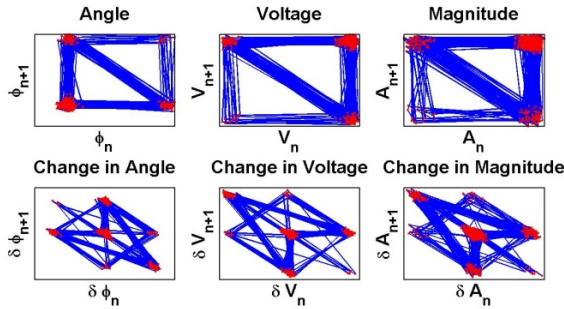 Angle
Voltage
Magnitude
ϕn+1
Vn+1
An+1
ϕn
Vn
An
Change in Angle
Change in Voltage
Change in Magnitude
δ ϕn+1
δ Vn+1
δ An+1
δ ϕn
δ Vn
δ An